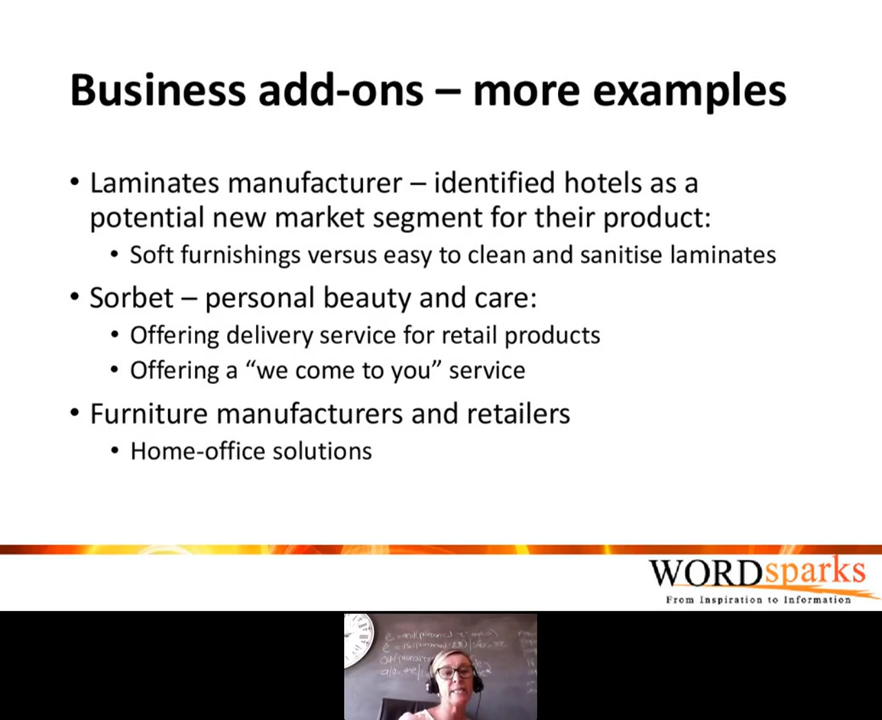 Business add-ons – more examples
• Laminates manufacturer – identified hotels as a
potential new market segment for their product:
• Soft furnishings versus easy to clean and sanitise laminates
• Sorbet – personal beauty and care:
• Offering delivery service for retail products
• Offering a “we come to you” service
• Furniture manufacturers and retailers
• Home-office solutions
WORDsparks
From Inspiration to Information